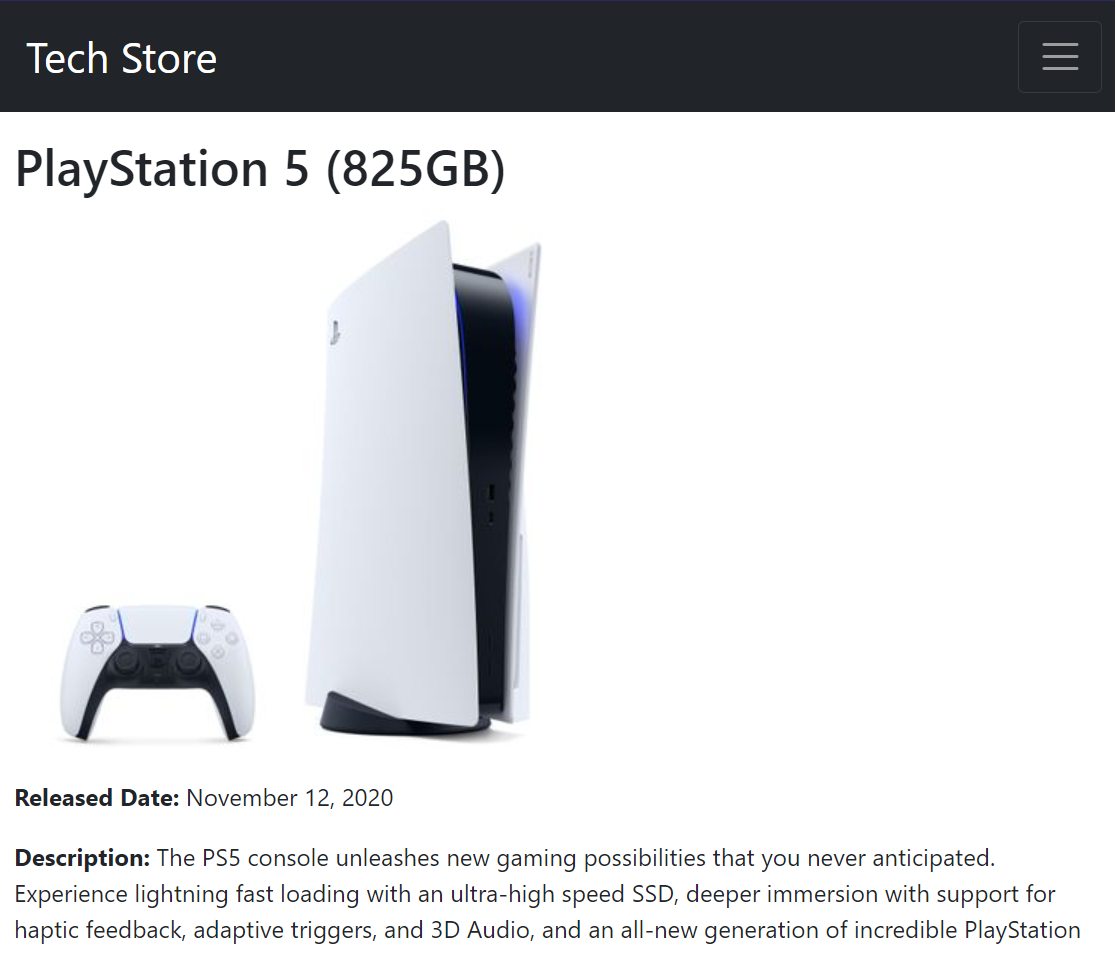 Tech Store
PlayStation 5 (825GB)
Released Date: November 12, 2020
Description: The PS5 console unleashes new gaming possibilities that you never anticipated.
Experience lightning fast loading with an ultra-high speed SSD, deeper immersion with support for
haptic feedback, adaptive triggers, and 3D Audio, and an all-new generation of incredible PlayStation